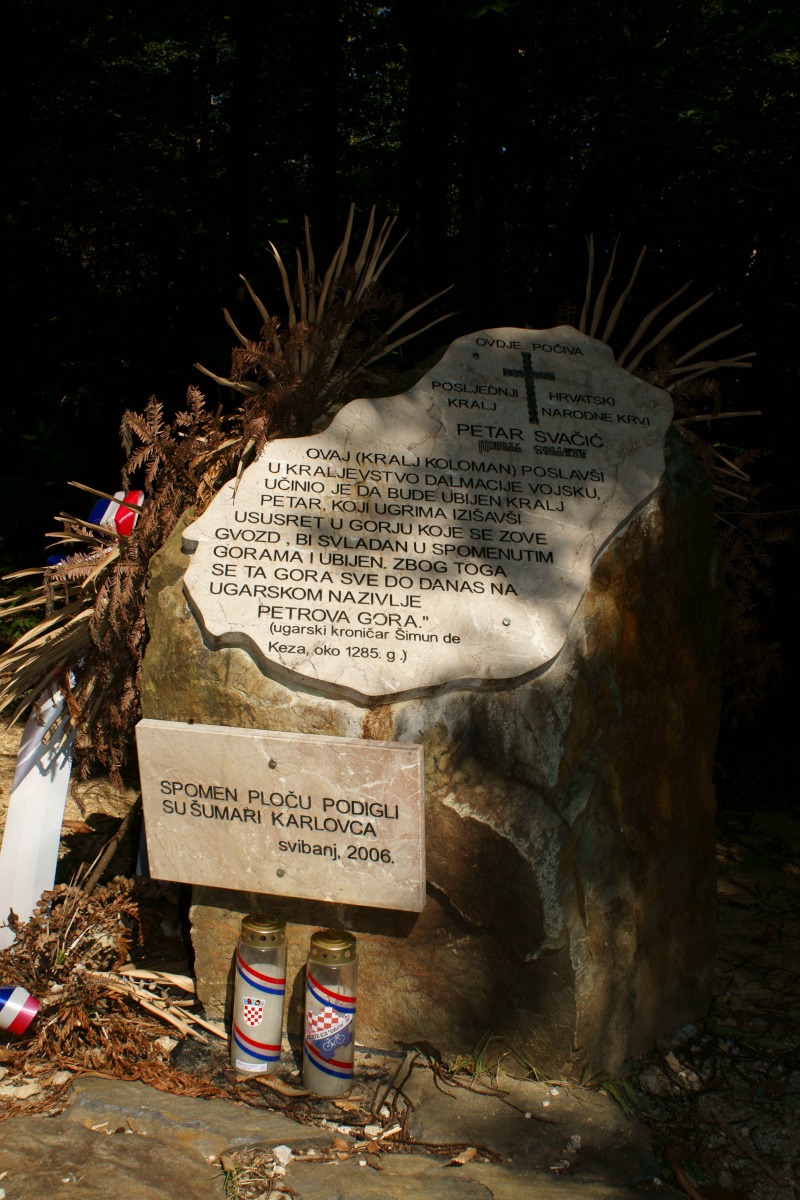 OVDJE POČIVA
POSLJEDNJI HRVATSKI
KRALJ NARODNE KRVI
PETAR SVAČIĆ
OVAJ (KRALJ KOLOMAN) POSLAVŠI
U KRALJEVSTVO DALMACIJE VOJSKU,
UČINIO JE DA BUDE UBIJEN KRALJ
PETAR, KOJI UGRIMA IZIŠAVŠI
USUSRET U GORJU KOJE SE ZOVE
GVOZD , BI SVLADAN U SPOMENUTIM
GORAMA I UBIJEN. ZBOG TOGA
SE TA GORA SVE DO DANAS NA
UGARSKOM NAZIVLJE
PETROVA GORA."
(ugarski kroničar Šimun de
Keza, oko 1285. g.)
SPOMEN PLOČU PODIGLI
SU ŠUMARI KARLOVCA
svibanj, 2006.